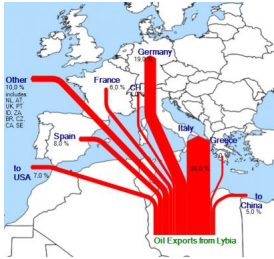 Germany
19,0 %
Other
10,0 %
includes
NL, AT,
UK, PT
ID, ZA,
BR, CZ,
CA, SE
France
6,0 %
CH
Spain
8,0 %
Italy
Greece
to
USA
7,0 %
to
China
5,0 %
Oil Exports from Lybia